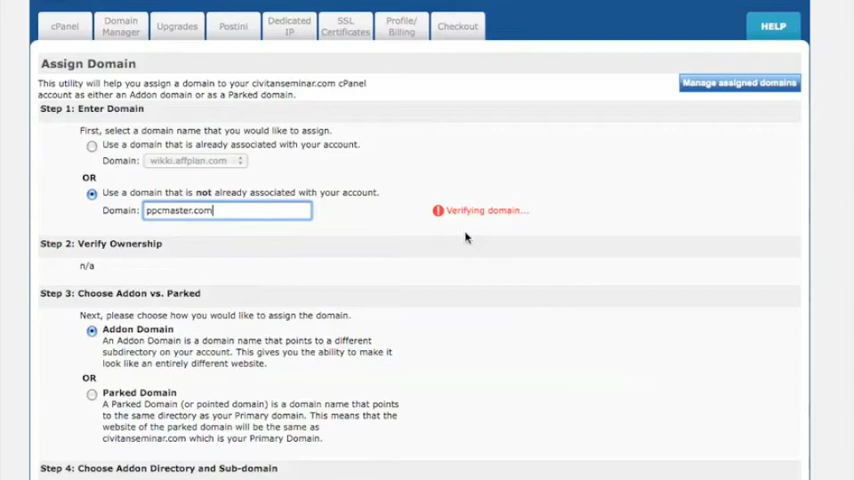 cPanel
Domain
Manager
Upgrades
Postini
Dedicated
IP
SSL
Certificates
Profile/
Billing
Checkout
HELP
Assign Domain
This utility will help you assign a domain to your civitanseminar.com cPanel
account as either an Addon domain or as a Parked domain.
Manage assigned domains
Step 1: Enter Domain
First, select a domain name that you would like to assign.
Use a domain that is already associated with your account.
Domain: wikki.affplan.com
OR
Use a domain that is not already associated with your account.
Domain: ppcmaster.com
! Verifying domain...
Step 2: Verify Ownership
n/a
Step 3: Choose Addon vs. Parked
Next, please choose how you would like to assign the domain.
Addon Domain
An Addon Domain is a domain name that points to a different
subdirectory on your account. This gives you the ability to make it
look like an entirely different website.
OR
Parked Domain
A Parked Domain (or pointed domain) is a domain name that points
to the same directory as your Primary domain. This means that the
website of the parked domain will be the same as
civitanseminar.com which is your Primary Domain.
Step 4: Choose Addon Directory and Sub-domain